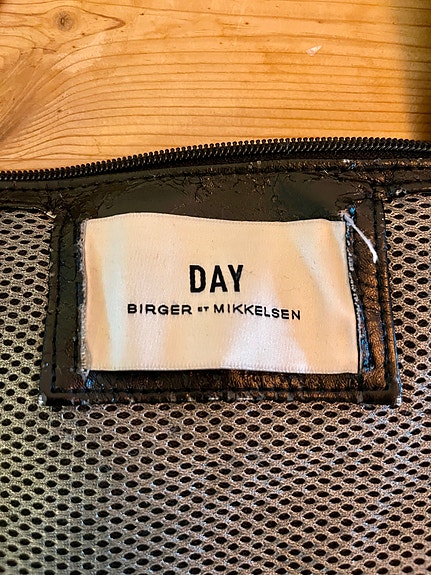 DAY
BIRGER ET MIKKELSEN